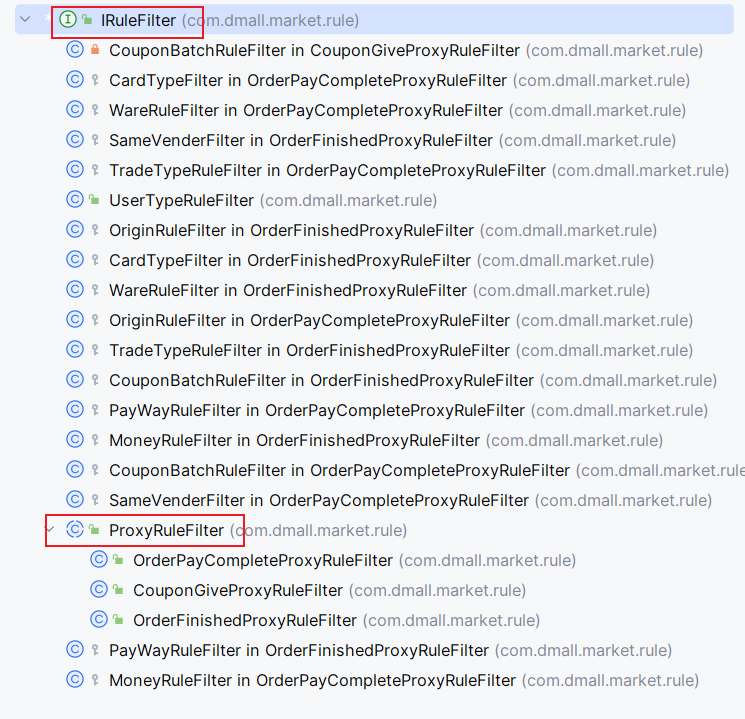 IRuleFilter (com.dmall.market.rule)
CouponBatchRuleFilter in CouponGiveProxyRuleFilter (com.dmall.market.rule)
CardTypeFilter in OrderPayCompleteProxyRuleFilter (com.dmall.market.rule)
WareRuleFilter in OrderPayCompleteProxyRuleFilter (com.dmall.market.rule)
SameVenderFilter in OrderFinishedProxyRuleFilter (com.dmall.market.rule)
TradeTypeRuleFilter in OrderPayCompleteProxyRuleFilter (com.dmall.market.rule)
UserTypeRuleFilter (com.dmall.market.rule)
OriginRuleFilter in OrderFinishedProxyRuleFilter (com.dmall.market.rule)
CardTypeFilter in OrderFinishedProxyRuleFilter (com.dmall.market.rule)
WareRuleFilter in OrderFinishedProxyRuleFilter (com.dmall.market.rule)
OriginRuleFilter in OrderPayCompleteProxyRuleFilter (com.dmall.market.rule)
TradeTypeRuleFilter in OrderFinishedProxyRuleFilter (com.dmall.market.rule)
CouponBatchRuleFilter in OrderFinishedProxyRuleFilter (com.dmall.market.rule)
PayWayRuleFilter in OrderPayCompleteProxyRuleFilter (com.dmall.market.rule)
MoneyRuleFilter in OrderFinishedProxyRuleFilter (com.dmall.market.rule)
CouponBatchRuleFilter in OrderPayCompleteProxyRuleFilter (com.dmall.market.rule
SameVenderFilter in OrderPayCompleteProxyRuleFilter (com.dmall.market.rule)
ProxyRuleFilter (com.dmall.market.rule)
OrderPayCompleteProxyRuleFilter (com.dmall.market.rule)
CouponGiveProxyRuleFilter (com.dmall.market.rule)
OrderFinishedProxyRuleFilter (com.dmall.market.rule)
PayWayRuleFilter in OrderFinishedProxyRuleFilter (com.dmall.market.rule)
MoneyRuleFilter in OrderPayCompleteProxyRuleFilter (com.dmall.market.rule)